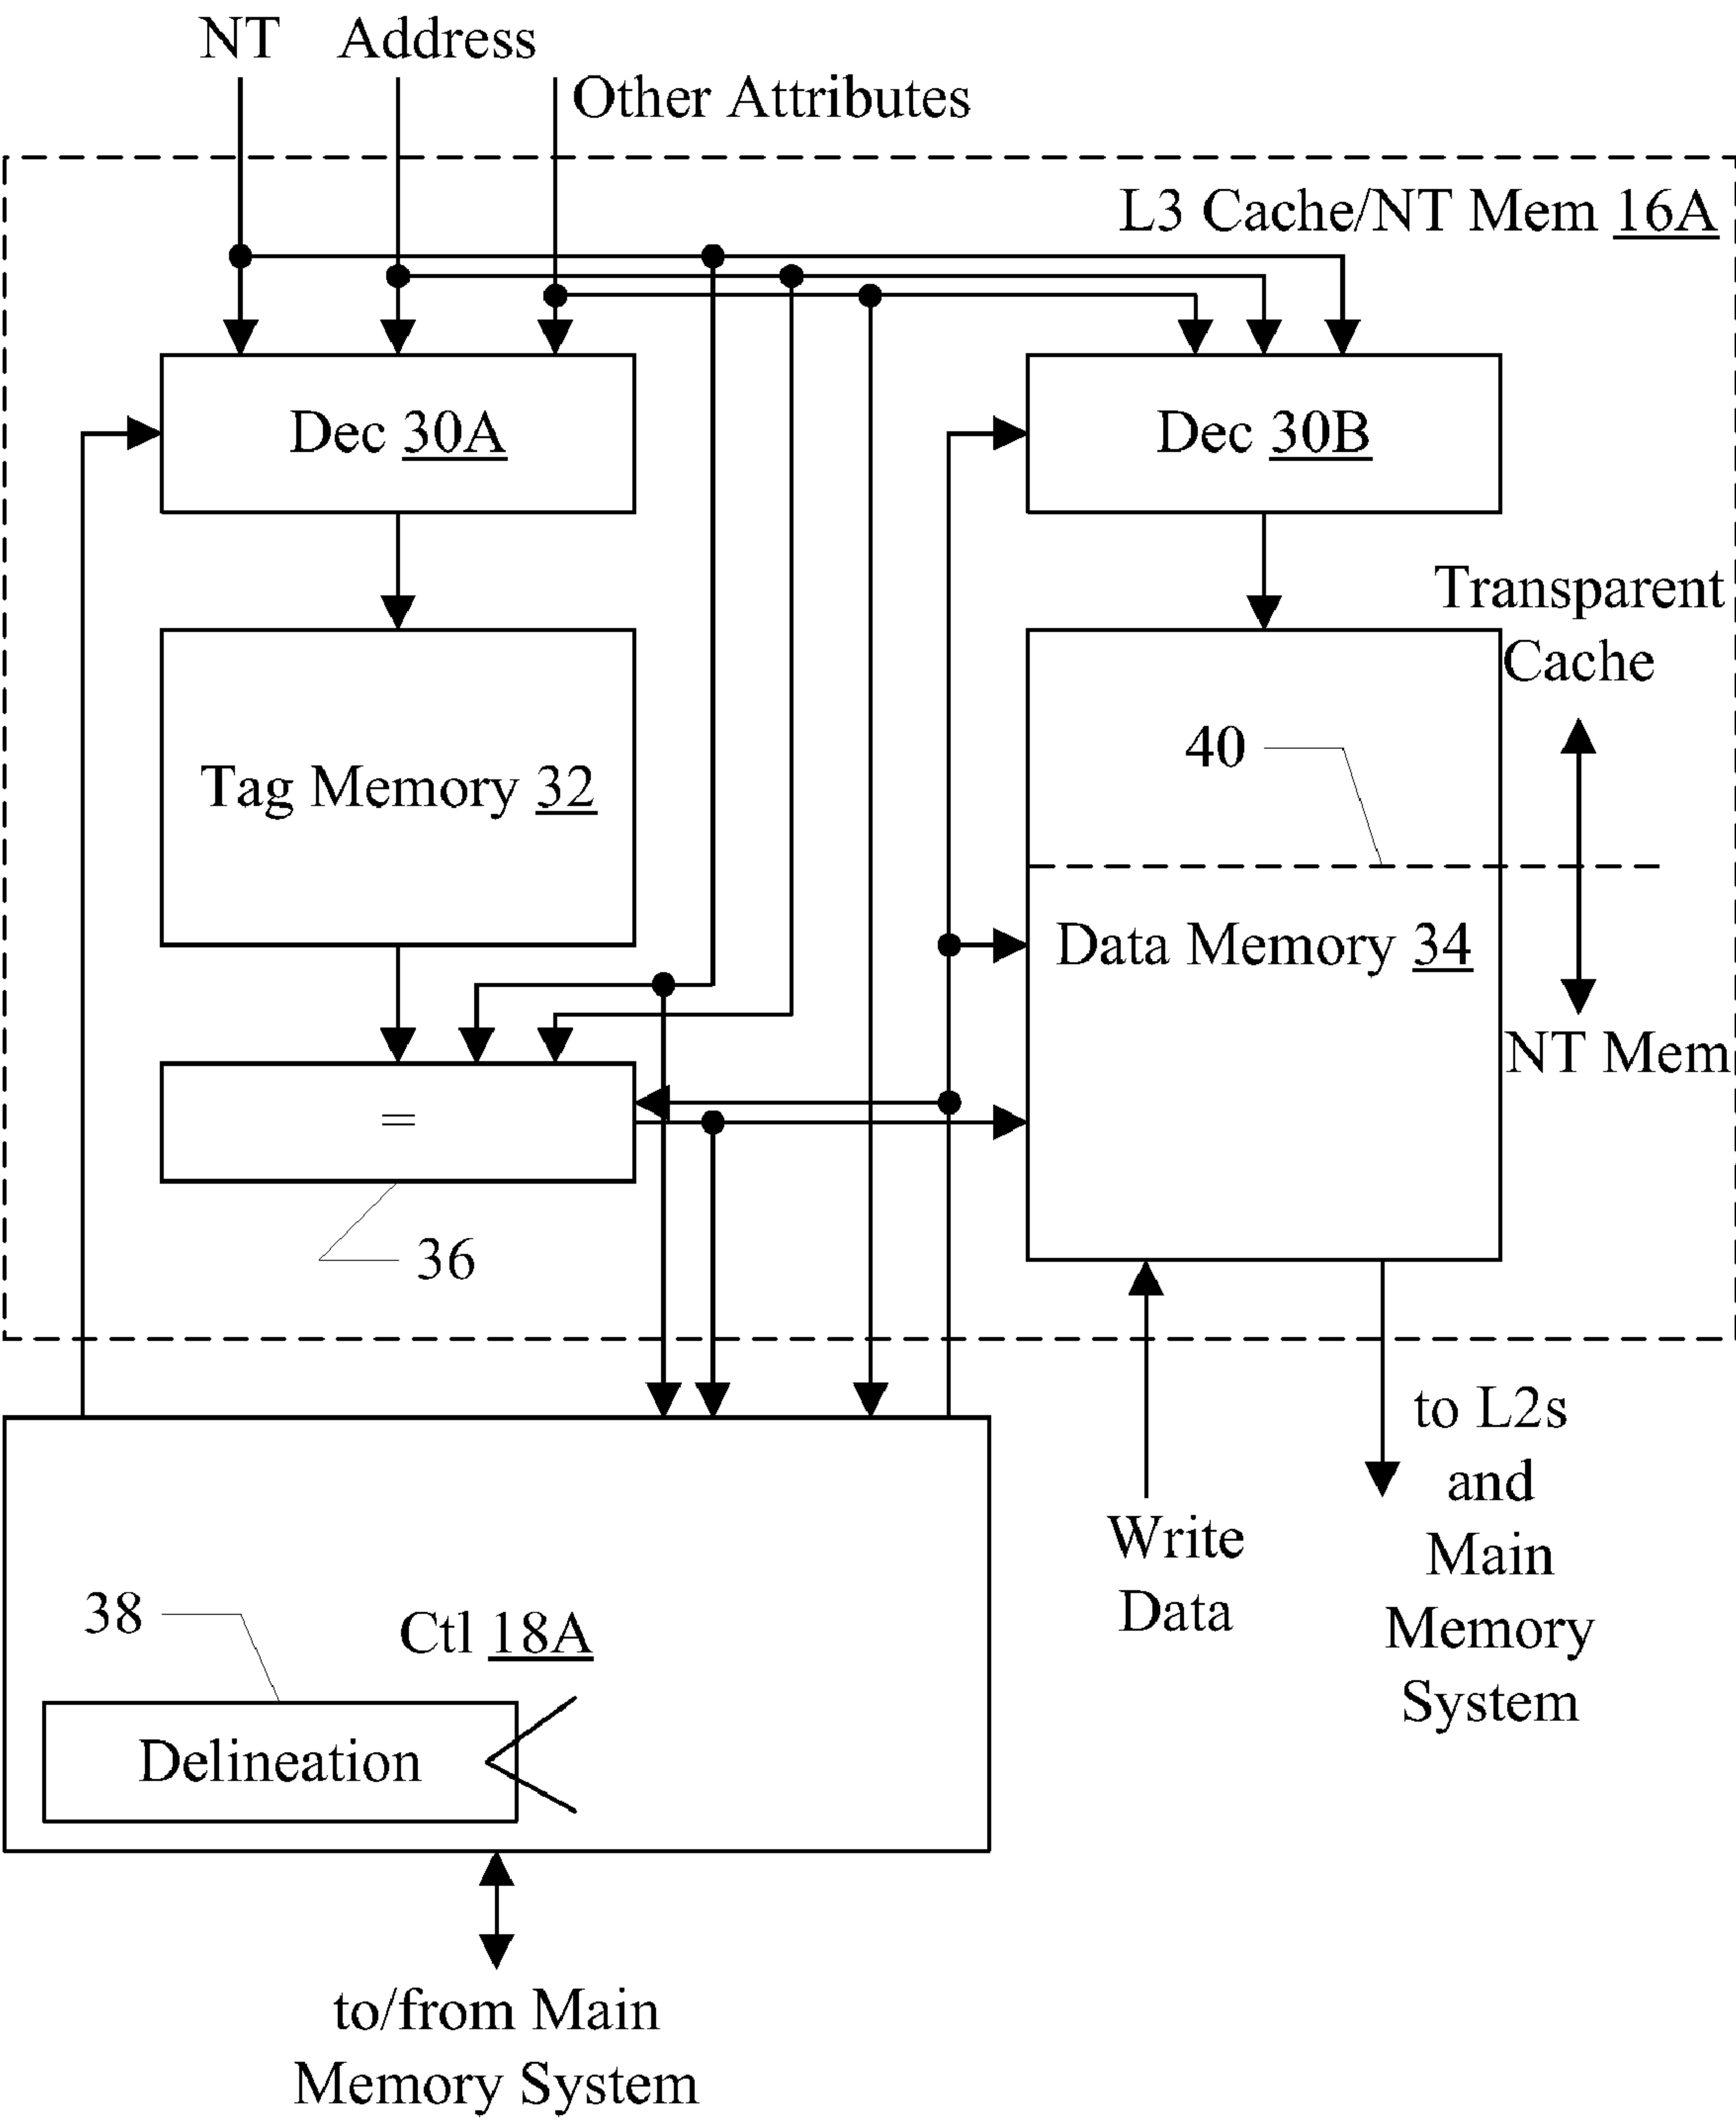 NT
Address
Other Attributes
L3 Cache/NT Mem 16A
Dec 30A
Dec 30B
Transparent
Cache
40
Tag Memory 32
Data Memory 34
NT Mem
=
36
to L2s
and
Main
Memory
System
Write
Data
38
Ctl 18A
Delineation
to/from Main
Memory System